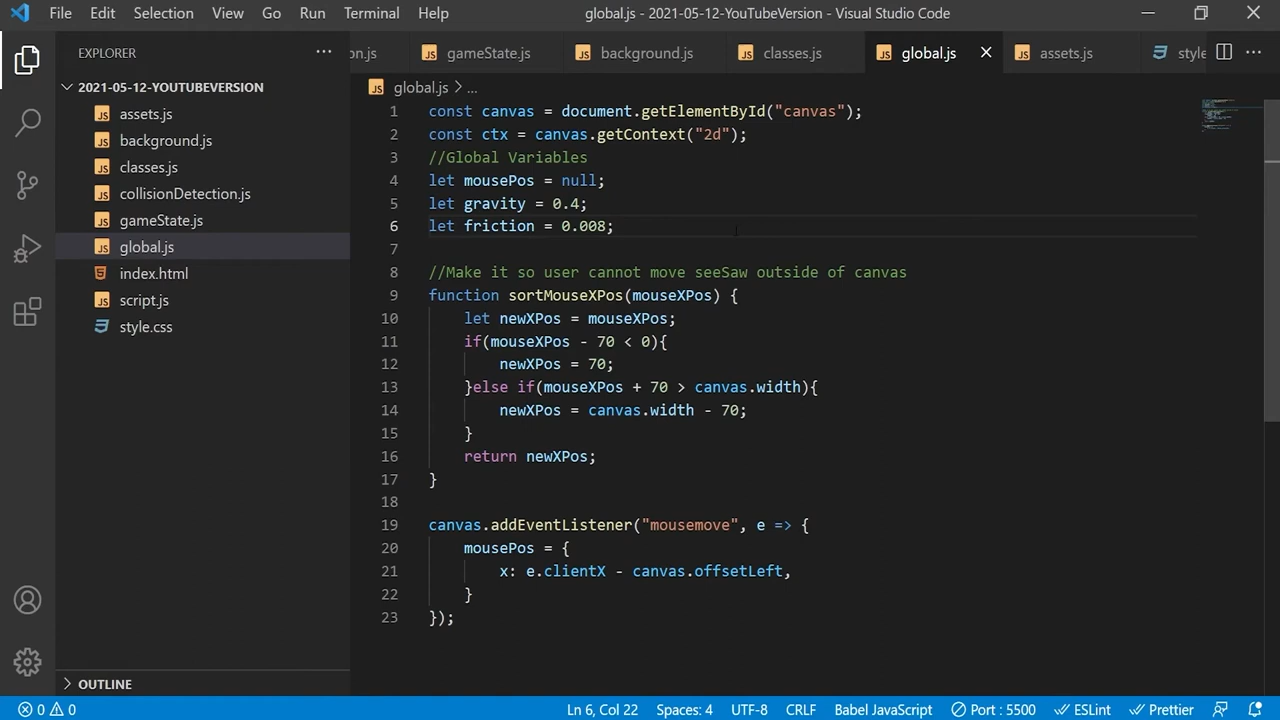 File Edit Selection View Go Run Terminal Help global.js - 2021-05-12-YouTubeVersion - Visual Studio Code
EXPLORER
on.js gameState.js background.js classes.js global.js assets.js style
2021-05-12-YOUTUBEVERSION
assets.js
background.js
classes.js
collisionDetection.js
gameState.js
global.js
index.html
script.js
style.css
OUTLINE
global.js > ...
1 const canvas = document.getElementById("canvas");
2 const ctx = canvas.getContext("2d");
3 //Global Variables
4 let mousePos = null;
5 let gravity = 0.4;
6 let friction = 0.008;
7
8 //Make it so user cannot move seeSaw outside of canvas
9 function sortMouseXPos(mouseXPos) {
10 let newXPos = mouseXPos;
11 if(mouseXPos - 70 < 0){
12 newXPos = 70;
13 }else if(mouseXPos + 70 > canvas.width){
14 newXPos = canvas.width - 70;
15 }
16 return newXPos;
17 }
18
19 canvas.addEventListener("mousemove", e => {
20 mousePos = {
21 x: e.clientX - canvas.offsetLeft,
22 }
23 });
0 0 Ln 6, Col 22 Spaces: 4 UTF-8 CRLF Babel JavaScript Port : 5500 ESLint Prettier